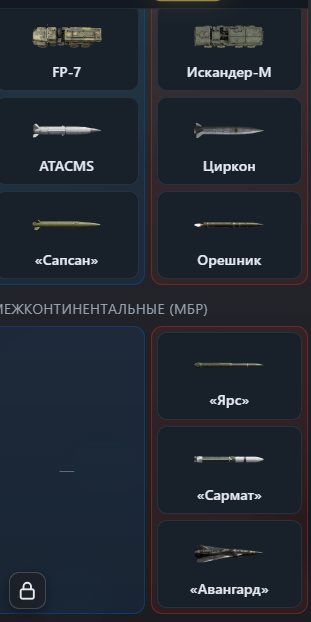 FP-7
Искандер-М
ATACMS
Циркон
«Сапсан»
Орешник
МЕЖКОНТИНЕНТАЛЬНЫЕ (МБР)
—
«Ярс»
«Сармат»
«Авангард»